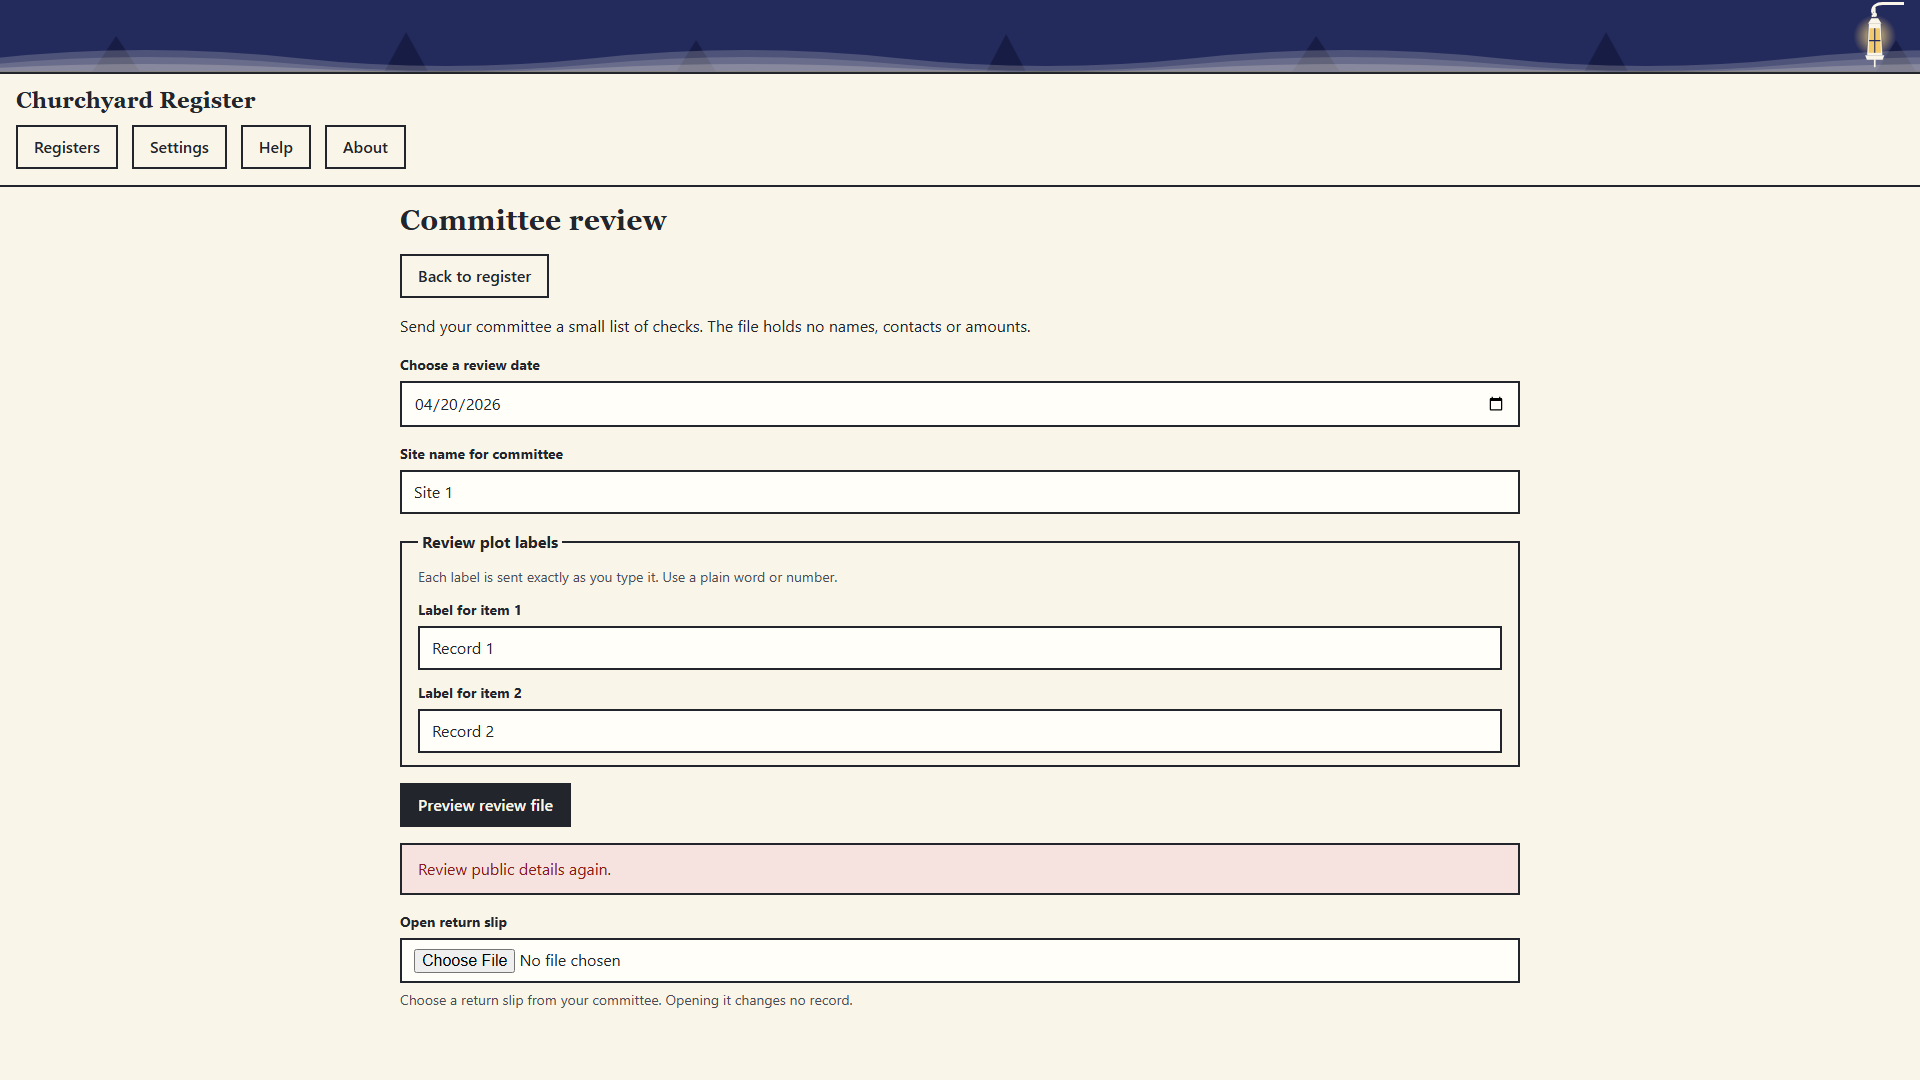 Churchyard Register
Registers
Settings
Help
About
Committee review
Back to register
Send your committee a small list of checks. The file holds no names, contacts or amounts.
Choose a review date
04/20/2026
Site name for committee
Site 1
Review plot labels
Each label is sent exactly as you type it. Use a plain word or number.
Label for item 1
Record 1
Label for item 2
Record 2
Preview review file
Review public details again.
Open return slip
Choose File No file chosen
Choose a return slip from your committee. Opening it changes no record.